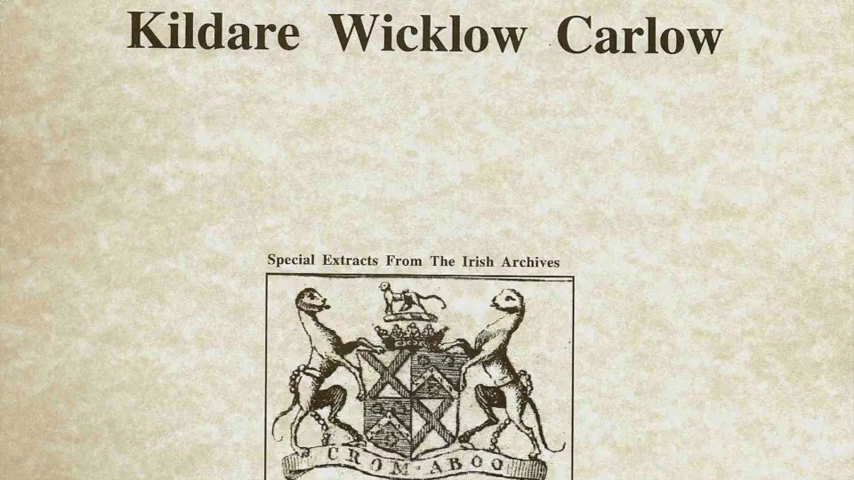 Kildare Wicklow Carlow
Special Extracts From The Irish Archives
CROM·ABOO